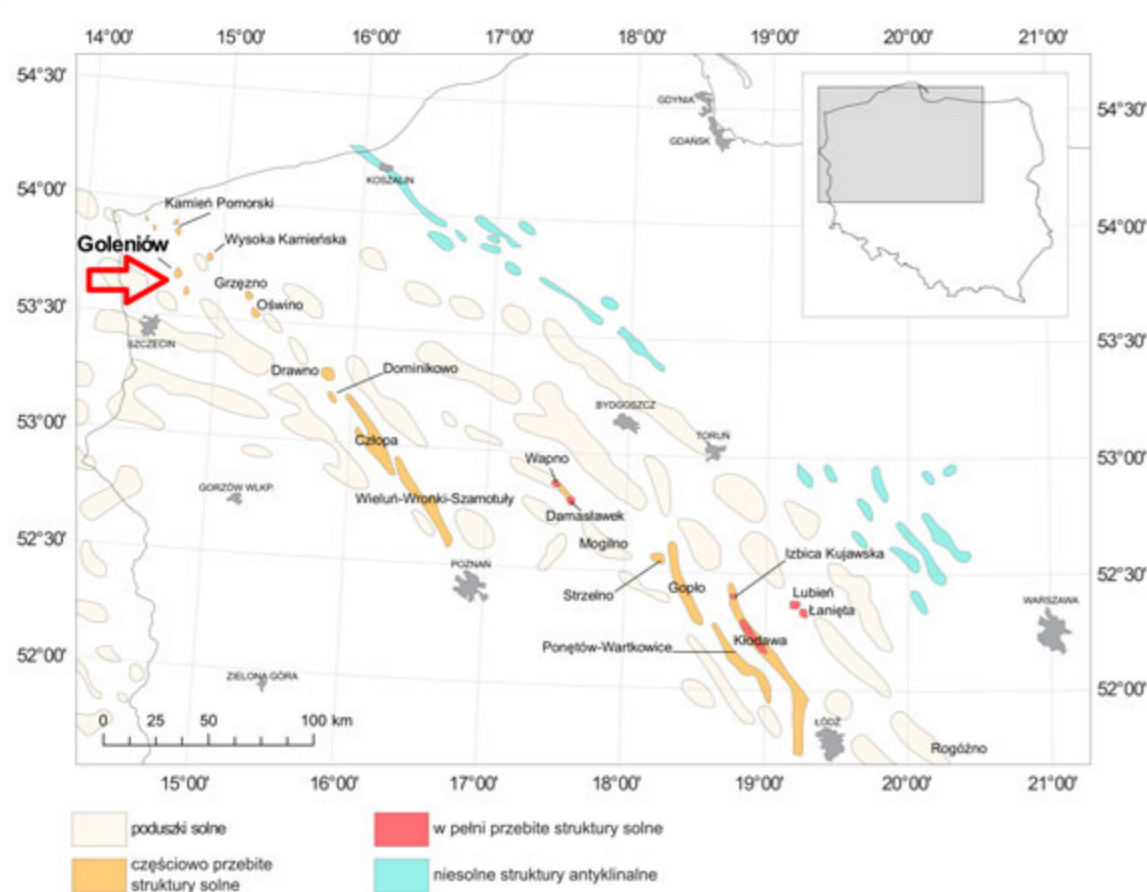 14°00' 15°00' 16°00' 17°00' 18°00' 19°00' 20°00' 21°00'
54°30'
54°30'
GDYNIA
GDAŃSK
KOSZALIN
54°00'
54°00'
Kamień Pomorski
Goleniów
Wysoka Kamieńska
Grzęzno
Oświno
53°30'
53°30'
SZCZECIN
Drawno
Dominikowo
BYDGOSZCZ
TORUŃ
53°00'
53°00'
Człopa
Wapno
GORZÓW WLKP.
Wieluń-Wronki-Szamotuły
Damasławek
Mogilno
52°30'
52°30'
POZNAŃ
Izbica Kujawska
Strzelno
Gopło
Lubień
Łanięta
WARSZAWA
Ponętów-Wartkowice
Kłodawa
52°00'
52°00'
ZIELONA GÓRA
0 25 50 100 km
ŁÓDŹ
Rogóźno
15°00' 16°00' 17°00' 18°00' 19°00' 20°00' 21°00'
poduszki solne
w pełni przebite struktury solne
częściowo przebite
struktury solne
niesolne struktury antyklinalne